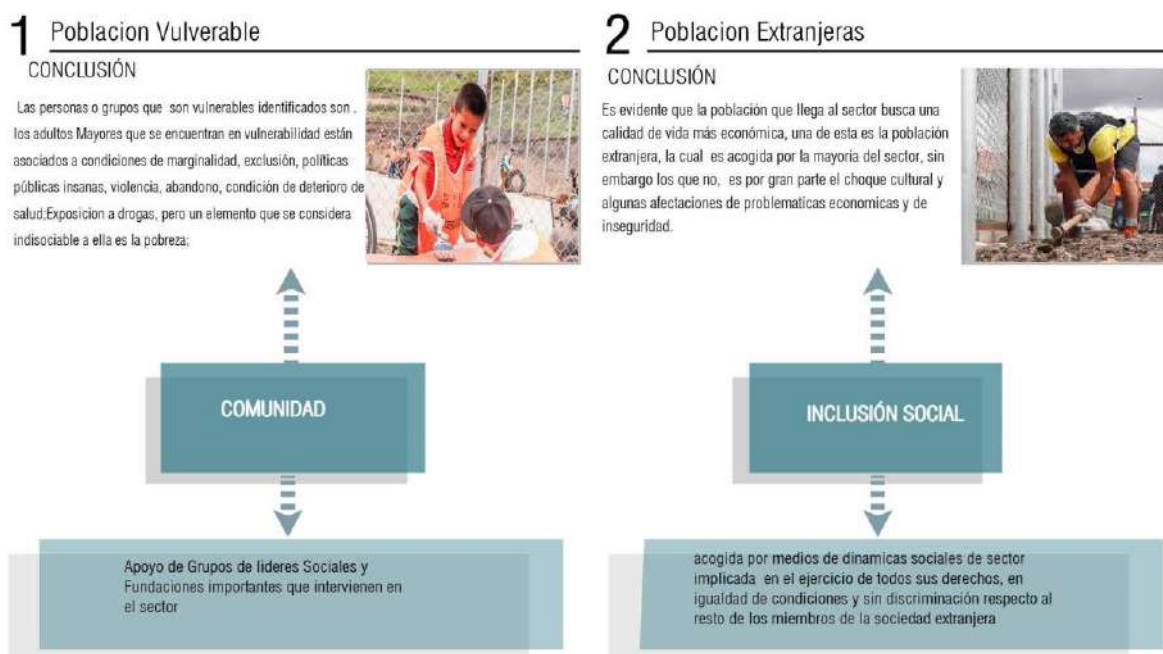 1 Poblacion Vulverable
CONCLUSIÓN
Las personas o grupos que son vulnerables identificados son .
los adultos Mayores que se encuentran en vulnerabilidad están
asociados a condiciones de marginalidad, exclusión, políticas
públicas insanas, violencia, abandono, condición de deterioro de
salud;Exposicion a drogas, pero un elemento que se considera
indisociable a ella es la pobreza;
COMUNIDAD
Apoyo de Grupos de lideres Sociales y
Fundaciones importantes que intervienen en
el sector
2 Poblacion Extranjeras
CONCLUSIÓN
Es evidente que la población que llega al sector busca una
calidad de vida más económica, una de esta es la población
extranjera, la cual es acogida por la mayoria del sector, sin
embargo los que no, es por gran parte el choque cultural y
algunas afectaciones de problematicas economicas y de
inseguridad.
INCLUSIÓN SOCIAL
acogida por medios de dinamicas sociales de sector
implicada en el ejercicio de todos sus derechos, en
igualdad de condiciones y sin discriminación respecto al
resto de los miembros de la sociedad extranjera